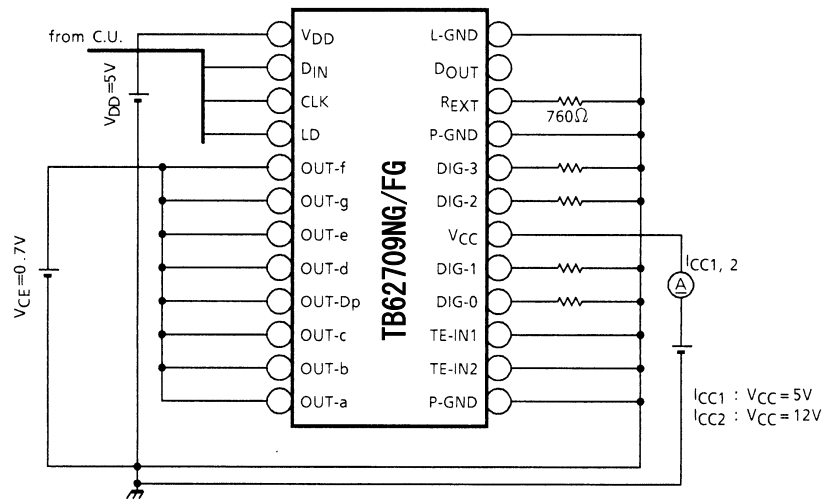 from C.U.
VDD=5V
VCE=0.7V
VDD
DIN
CLK
LD
OUT-f
OUT-g
OUT-e
OUT-d
OUT-Dp
OUT-c
OUT-b
OUT-a
TB62709NG/FG
L-GND
DOUT
REXT
P-GND
DIG-3
DIG-2
VCC
DIG-1
DIG-0
TE-IN1
TE-IN2
P-GND
760Ω
ICC1, 2
A
ICC1 : VCC=5V
ICC2 : VCC=12V